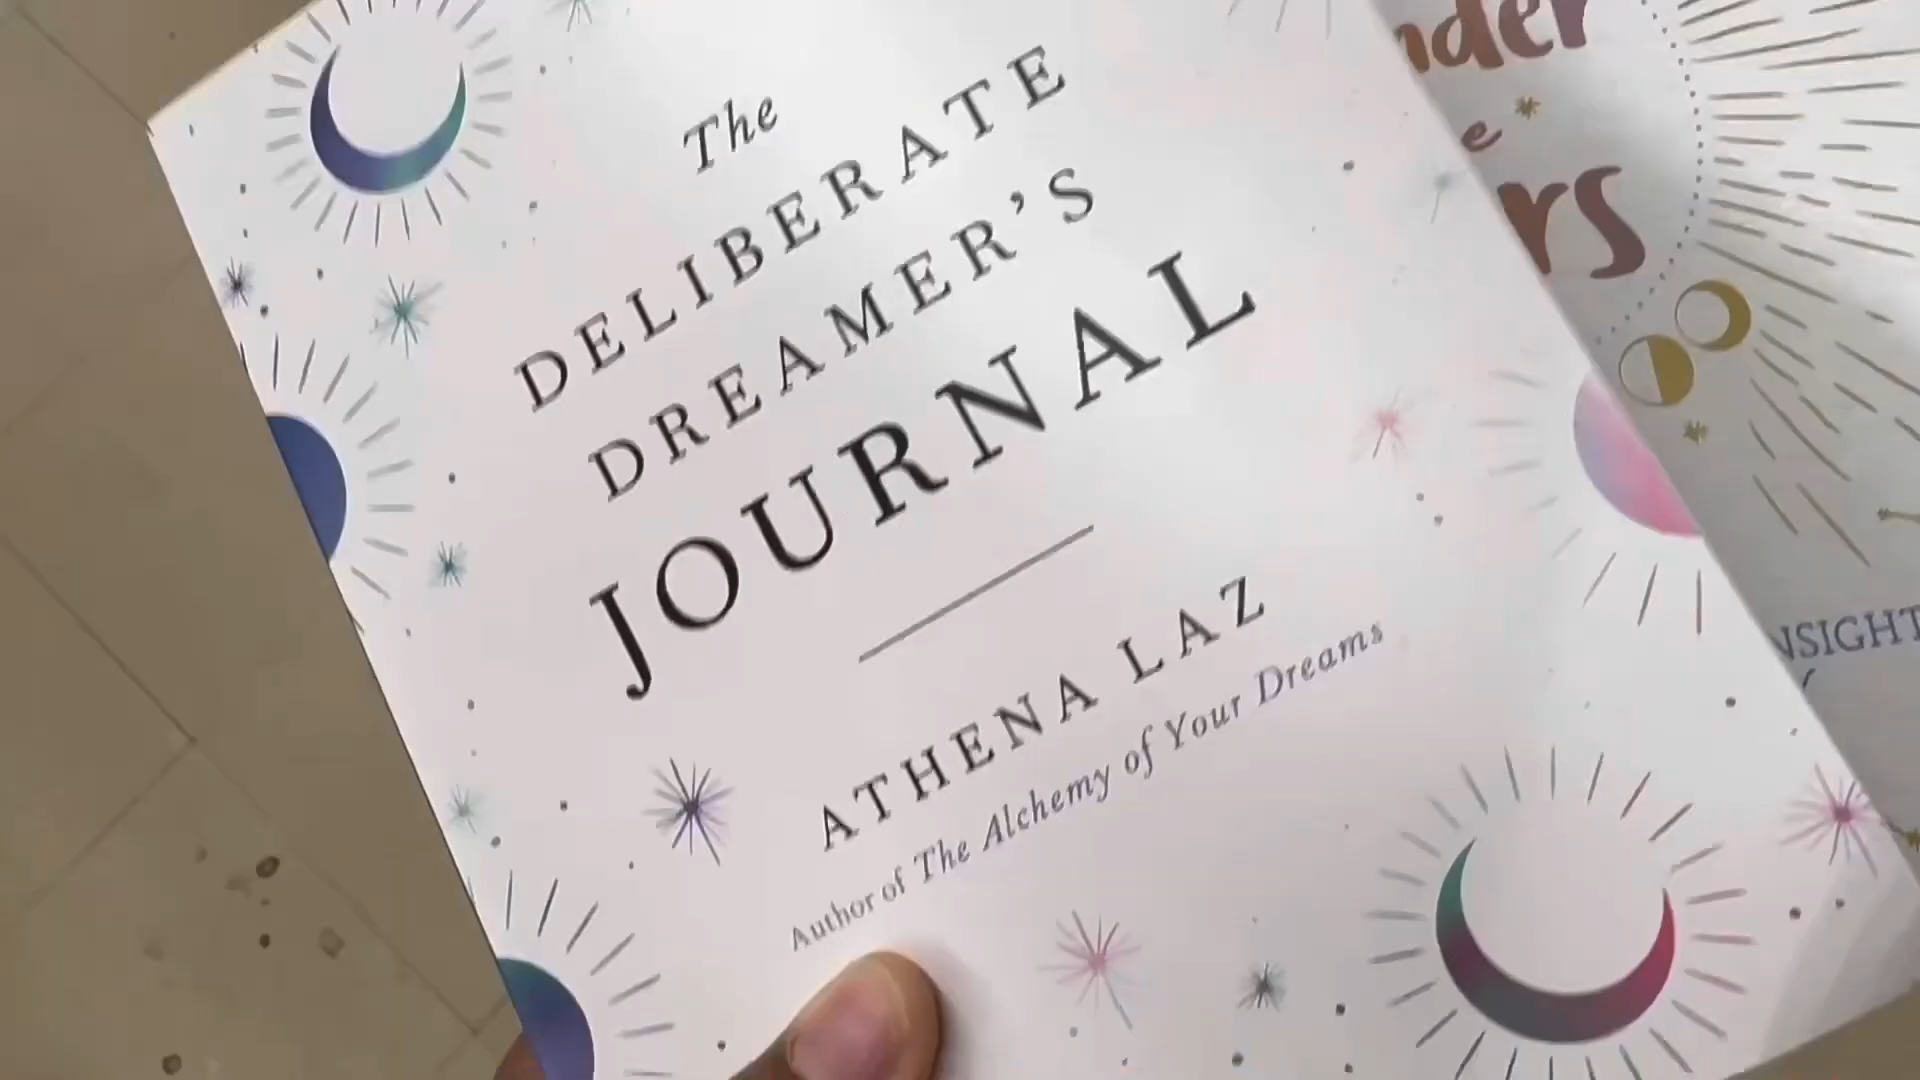 The
DELIBERATE
DREAMER'S
JOURNAL
ATHENA LAZ
Author of The Alchemy of Your Dreams